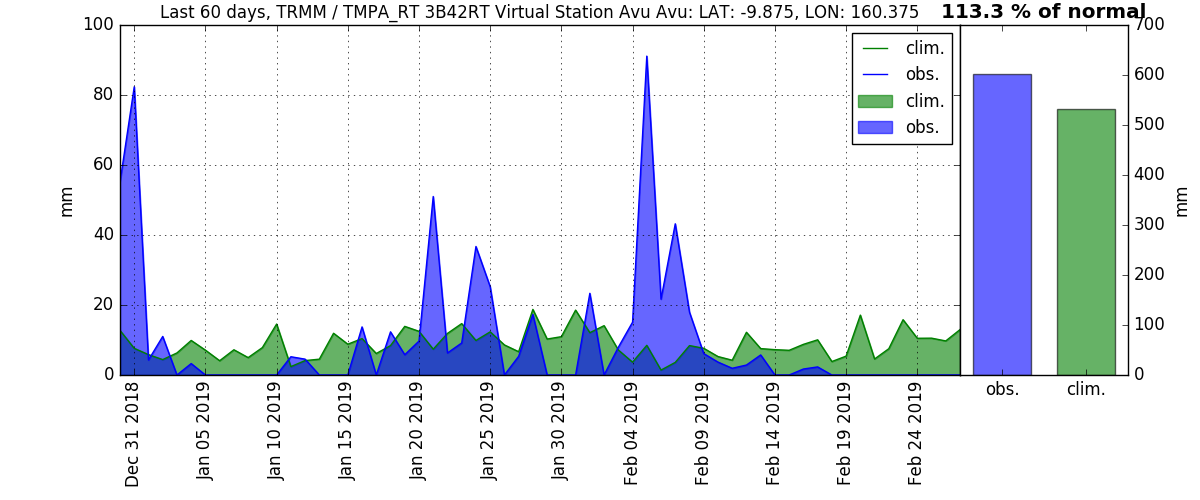 Last 60 days, TRMM / TMPA_RT 3B42RT Virtual Station Avu Avu: LAT: -9.875, LON: 160.375
113.3 % of normal
100
80
60
40
20
0
mm
clim.
obs.
clim.
obs.
700
600
500
400
300
200
100
0
mm
Dec 31 2018
Jan 05 2019
Jan 10 2019
Jan 15 2019
Jan 20 2019
Jan 25 2019
Jan 30 2019
Feb 04 2019
Feb 09 2019
Feb 14 2019
Feb 19 2019
Feb 24 2019
obs.
clim.